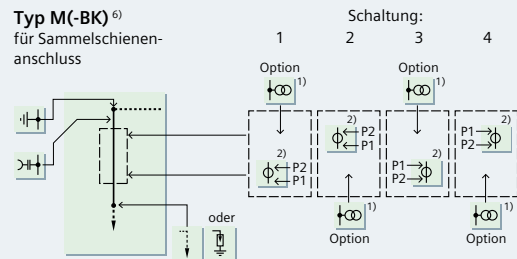 Typ M(-BK) 6)
für Sammelschienen-
anschluss
Schaltung:
1 2 3 4
Option Option
1) 1)
2) 2)
P2 P1
P1 P2
2) 2)
P2 P1
P1 P2
1) 1)
oder
Option Option